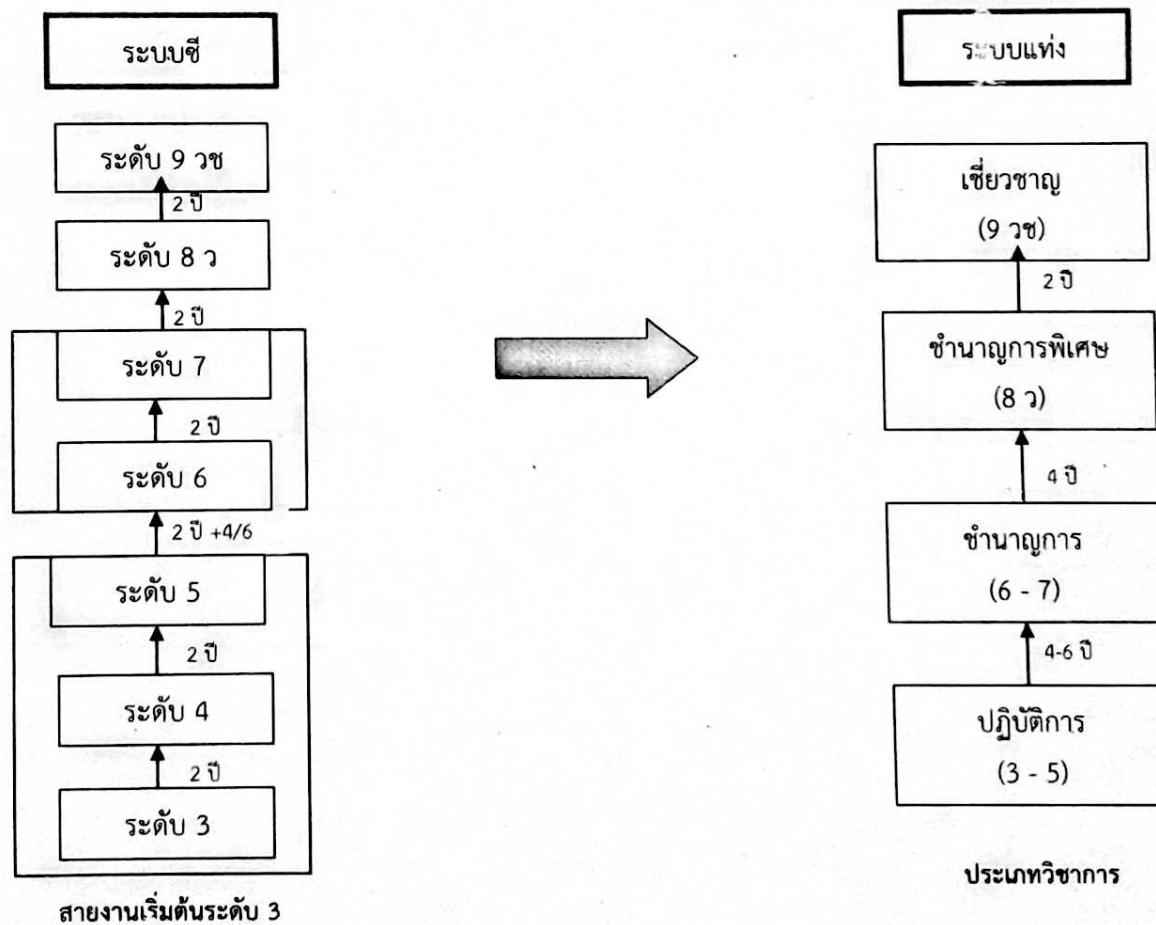 ระบบซี
ระดับ 9 วช
2 ปี
ระดับ 8 ว
2 ปี
ระดับ 7
2 ปี
ระดับ 6
2 ปี +4/6
ระดับ 5
2 ปี
ระดับ 4
2 ปี
ระดับ 3
สายงานเริ่มต้นระดับ 3
ระบบแท่ง
เชี่ยวชาญ
(9 วช)
2 ปี
ชำนาญการพิเศษ
(8 ว)
4 ปี
ชำนาญการ
(6 - 7)
4-6 ปี
ปฏิบัติการ
(3 - 5)
ประเภทวิชาการ